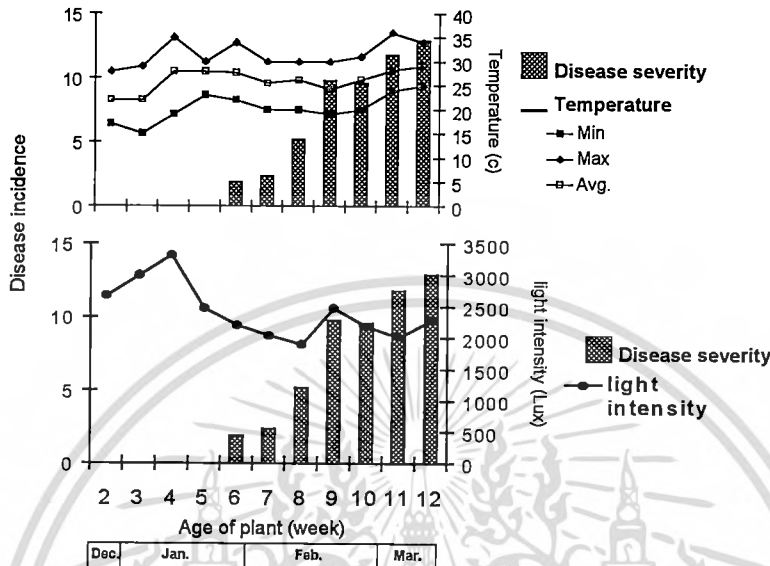 Disease incidence
15
10
5
0
40
35
30
25
20
15
10
5
0
Temperature (c)
Disease severity
Temperature
Min
Max
Avg.
15
10
5
0
3500
3000
2500
2000
1500
1000
500
0
light intensity (Lux)
Disease severity
light
intensity
2 3 4 5 6 7 8 9 10 11 12
Age of plant (week)
Dec. Jan. Feb. Mar.